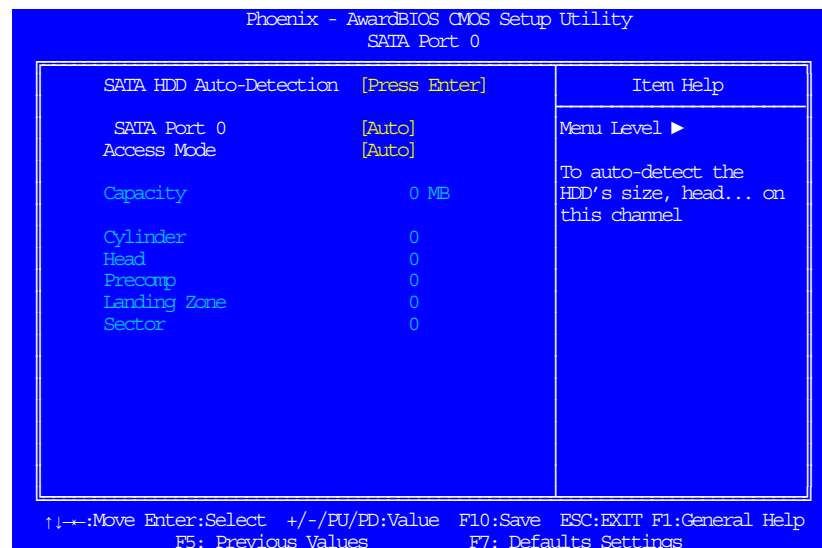 Phoenix - AwardBIOS CMOS Setup Utility
SATA Port 0
SATA HDD Auto-Detection [Press Enter]
SATA Port 0 [Auto]
Access Mode [Auto]
Capacity 0 MB
Cylinder 0
Head 0
Precomp 0
Landing Zone 0
Sector 0
Item Help
Menu Level ►
To auto-detect the
HDD's size, head... on
this channel
↑↓→←:Move Enter:Select +/-/PU/PD:Value F10:Save ESC:EXIT F1:General Help
F5: Previous Values F7: Defaults Settings